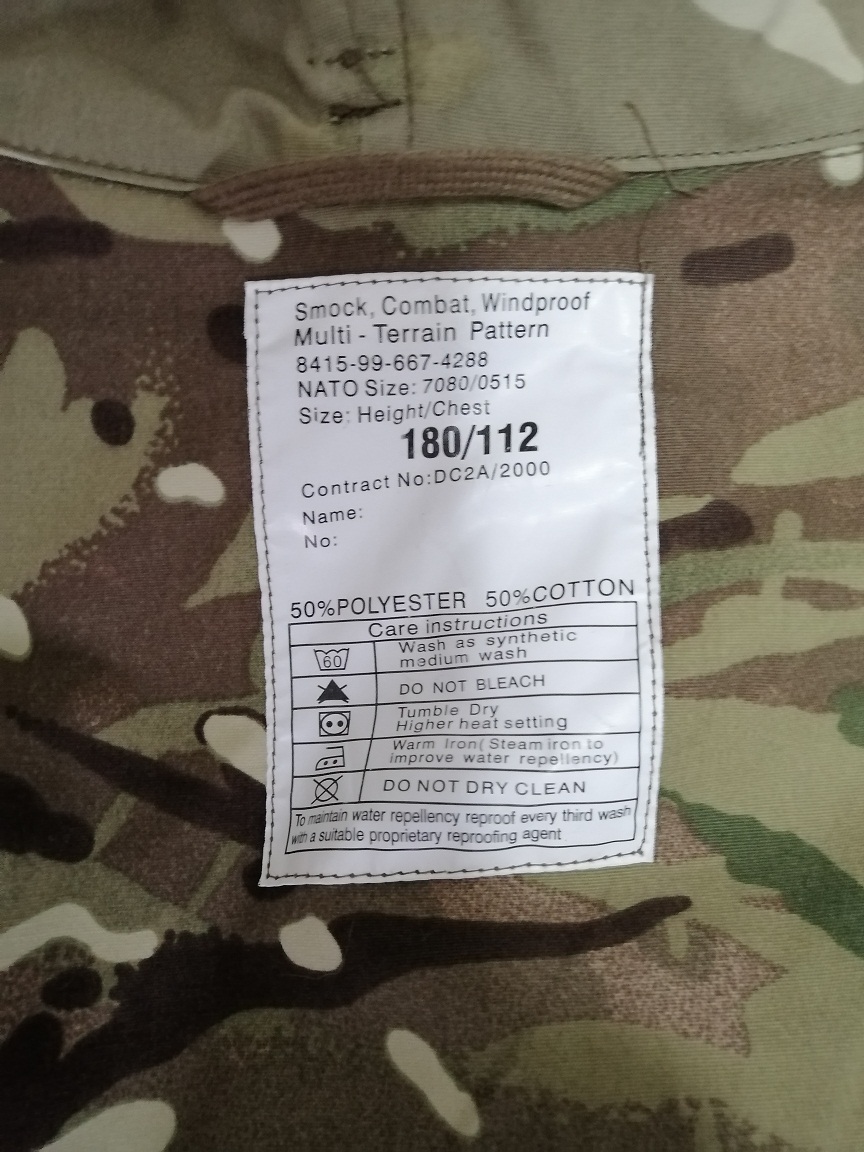 Smock, Combat, Windproof
Multi - Terrain Pattern
8415-99-667-4288
NATO Size: 7080/0515
Size: Height/Chest
180/112
Contract No:DC2A/2000
Name:
No:
50%POLYESTER 50%COTTON
Care instructions
60
Wash as synthetic
medium wash
DO NOT BLEACH
Tumble Dry
Higher heat setting
Warm Iron(Steam iron to
improve water repellency)
DO NOT DRY CLEAN
To maintain water repellency reproof every third wash
with a suitable proprietary reproofing agent